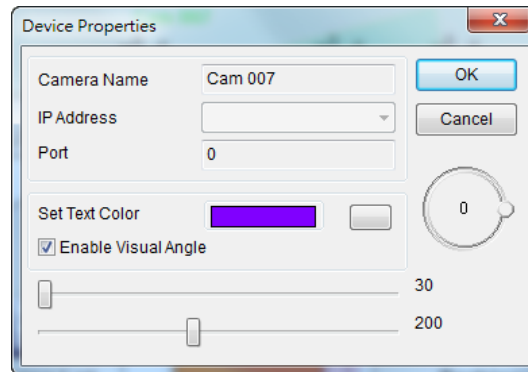 Device Properties
Camera Name Cam 007 OK
IP Address Cancel
Port 0
Set Text Color 0
Enable Visual Angle
30
200